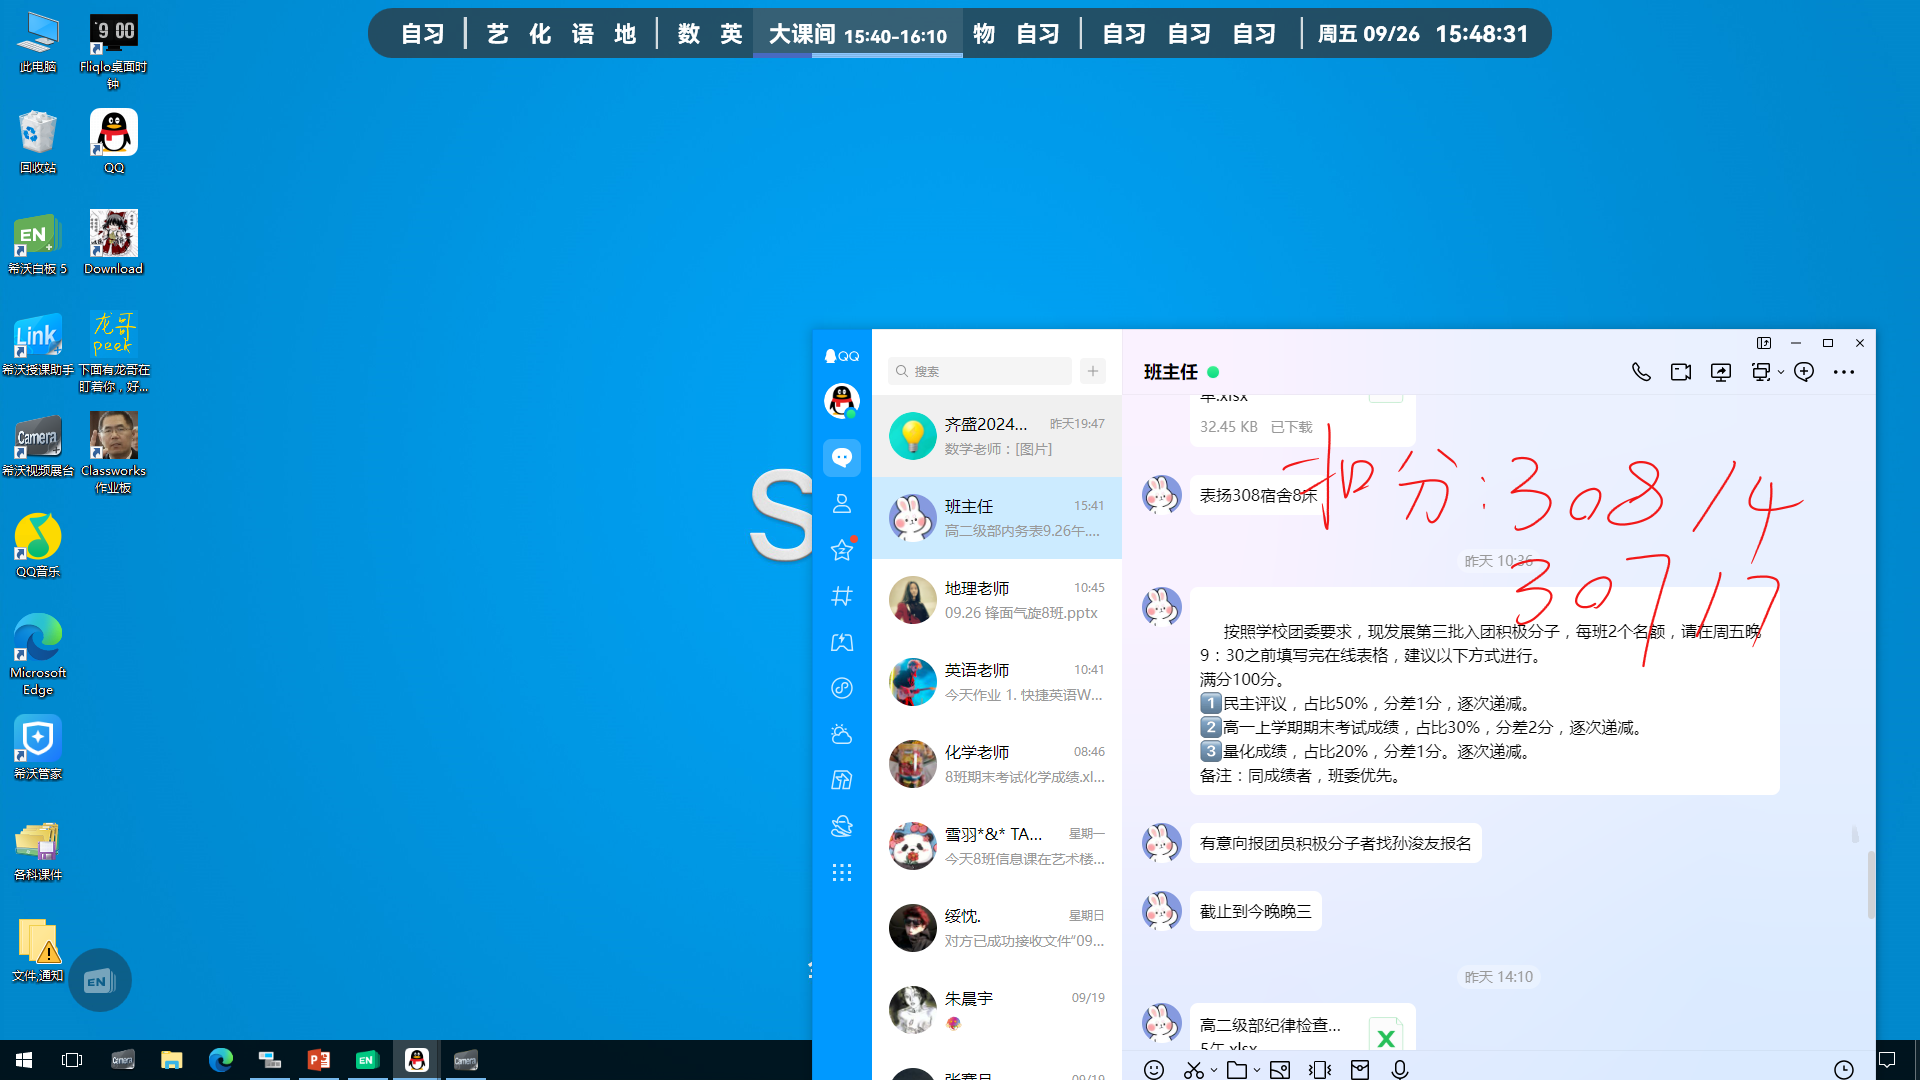 自习 | 艺 化 语 地 | 数 英 大课间 15:40-16:10 物 自习 | 自习 自习 自习 | 周五 09/26 15:48:31
此电脑
Fliqlo桌面时钟
9 00
回收站
QQ
EN
希沃白板 5
Download
Link
希沃授课助手
龙哥
peek
下面有龙哥在盯着你，好...
Camera
希沃视频展台
Classworks
作业板
QQ音乐
Microsoft Edge
希沃管家
各科课件
文件,通知
EN
S
QQ
搜索
齐盛2024... 昨天19:47
数学老师：[图片]
班主任 15:41
高二级部内务表9.26午....
地理老师 10:45
09.26 锋面气旋8班.pptx
英语老师 10:41
今天作业 1. 快捷英语W...
化学老师 08:46
8班期末考试化学成绩.xl...
雪羽*&* TA... 星期一
今天8班信息课在艺术楼...
绥忱. 星期日
对方已成功接收文件“09...
朱晨宇 09/19
09/19
班主任
32.45 KB 已下载
表扬308宿舍8床
扣分:308/4
307/7
昨天 10:36
按照学校团委要求，现发展第三批入团积极分子，每班2个名额，请在周五晚
9：30之前填写完在线表格，建议以下方式进行。
满分100分。
1民主评议，占比50%，分差1分，逐次递减。
2高一上学期期末考试成绩，占比30%，分差2分，逐次递减。
3量化成绩，占比20%，分差1分。逐次递减。
备注：同成绩者，班委优先。
有意向报团员积极分子者找孙浚友报名
截止到今晚晚三
昨天 14:10
高二级部纪律检查...
5午.xlsx
X
Camera
P
EN
Camera